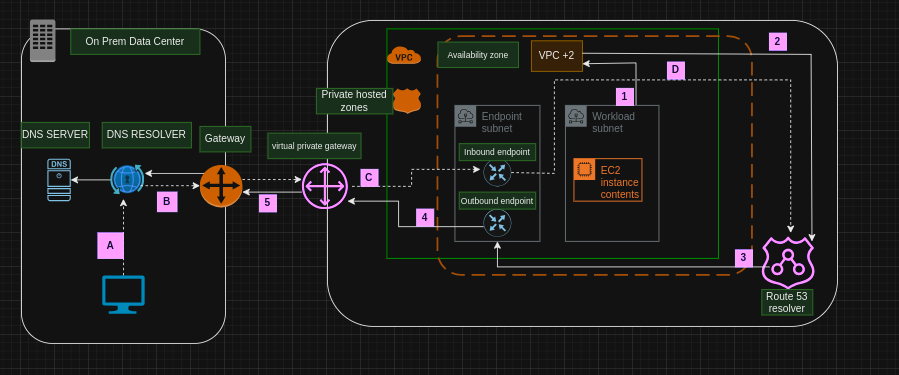 On Prem Data Center
DNS SERVER
DNS RESOLVER
Gateway
DNS
A
B
5
virtual private gateway
C
4
VPC
Private hosted
zones
Availability zone
VPC +2
2
D
1
Endpoint
subnet
Inbound endpoint
Outbound endpoint
Workload
subnet
EC2
instance
contents
3
Route 53
resolver